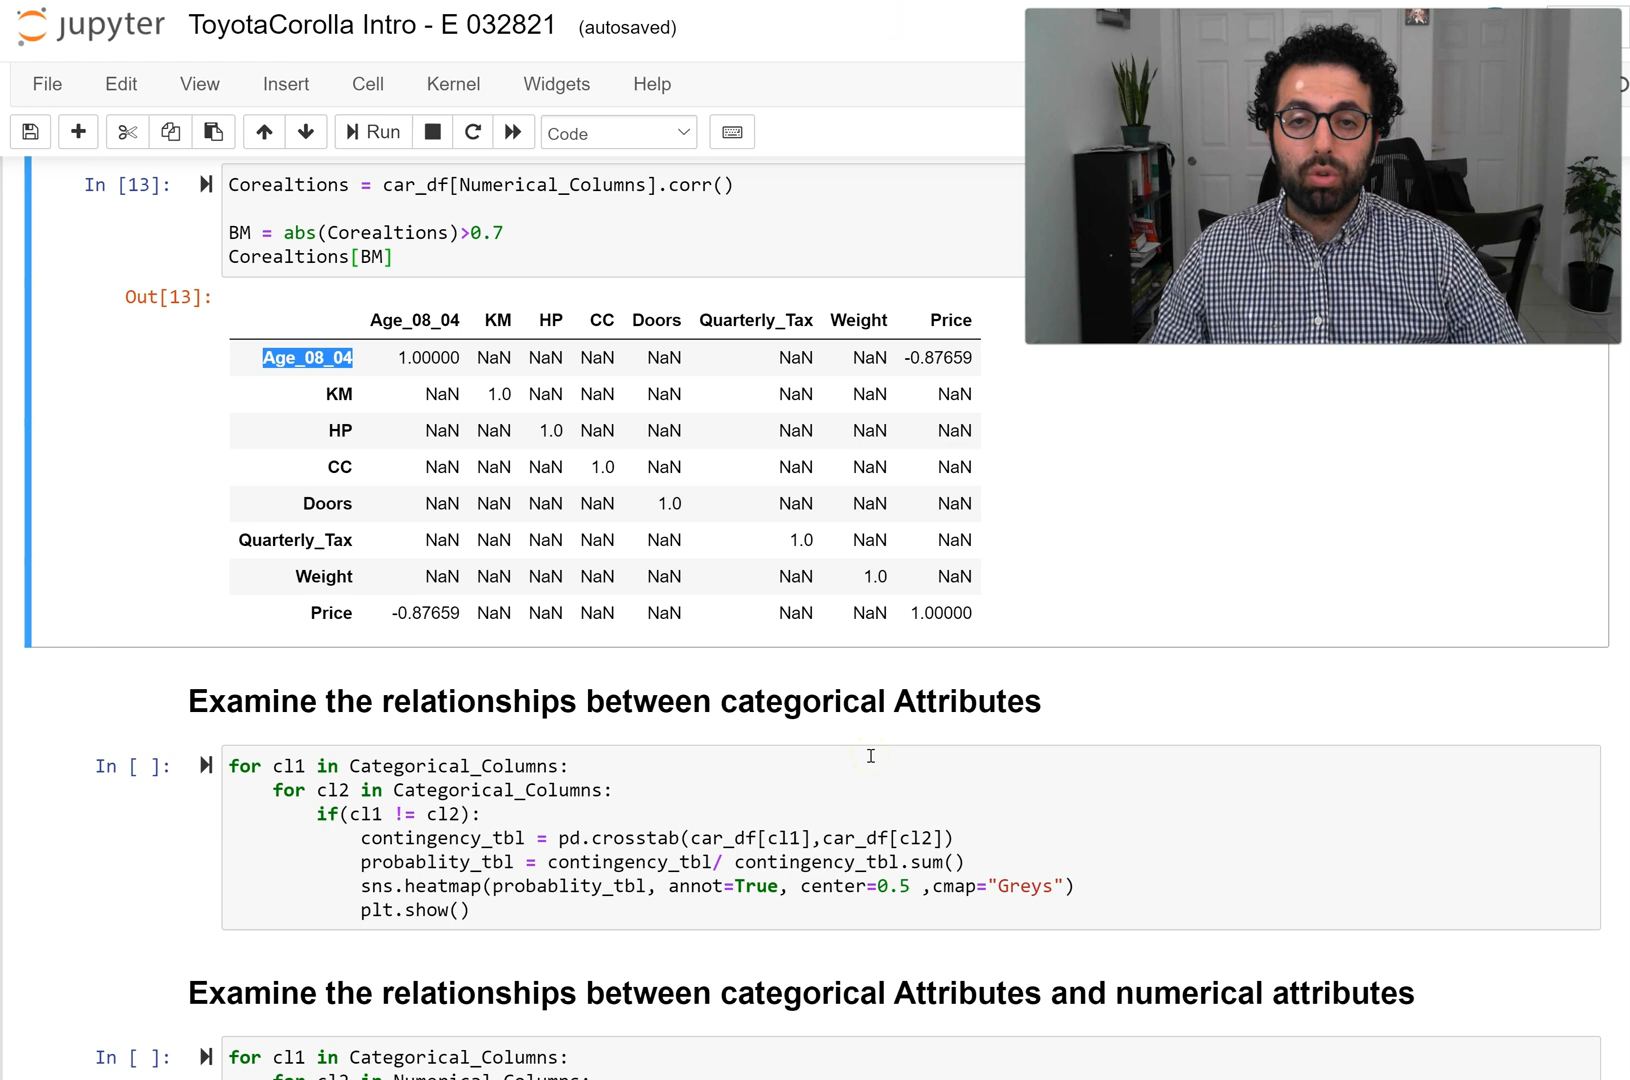 jupyter ToyotaCorolla Intro - E 032821 (autosaved)
File Edit View Insert Cell Kernel Widgets Help
Run Code
In [13]: Corealtions = car_df[Numerical_Columns].corr()
BM = abs(Corealtions)>0.7
Corealtions[BM]
Out[13]:
Age_08_04 KM HP CC Doors Quarterly_Tax Weight Price
Age_08_04 1.00000 NaN NaN NaN NaN NaN NaN -0.87659
KM NaN 1.0 NaN NaN NaN NaN NaN NaN
HP NaN NaN 1.0 NaN NaN NaN NaN NaN
CC NaN NaN NaN 1.0 NaN NaN NaN NaN
Doors NaN NaN NaN NaN 1.0 NaN NaN NaN
Quarterly_Tax NaN NaN NaN NaN NaN 1.0 NaN NaN
Weight NaN NaN NaN NaN NaN NaN 1.0 NaN
Price -0.87659 NaN NaN NaN NaN NaN NaN 1.00000
Examine the relationships between categorical Attributes
In [ ]: for cl1 in Categorical_Columns:
for cl2 in Categorical_Columns:
if(cl1 != cl2):
contingency_tbl = pd.crosstab(car_df[cl1],car_df[cl2])
probablity_tbl = contingency_tbl/ contingency_tbl.sum()
sns.heatmap(probablity_tbl, annot=True, center=0.5 ,cmap="Greys")
plt.show()
Examine the relationships between categorical Attributes and numerical attributes
In [ ]: for cl1 in Categorical_Columns:
for cl2 in Numerical_Columns: